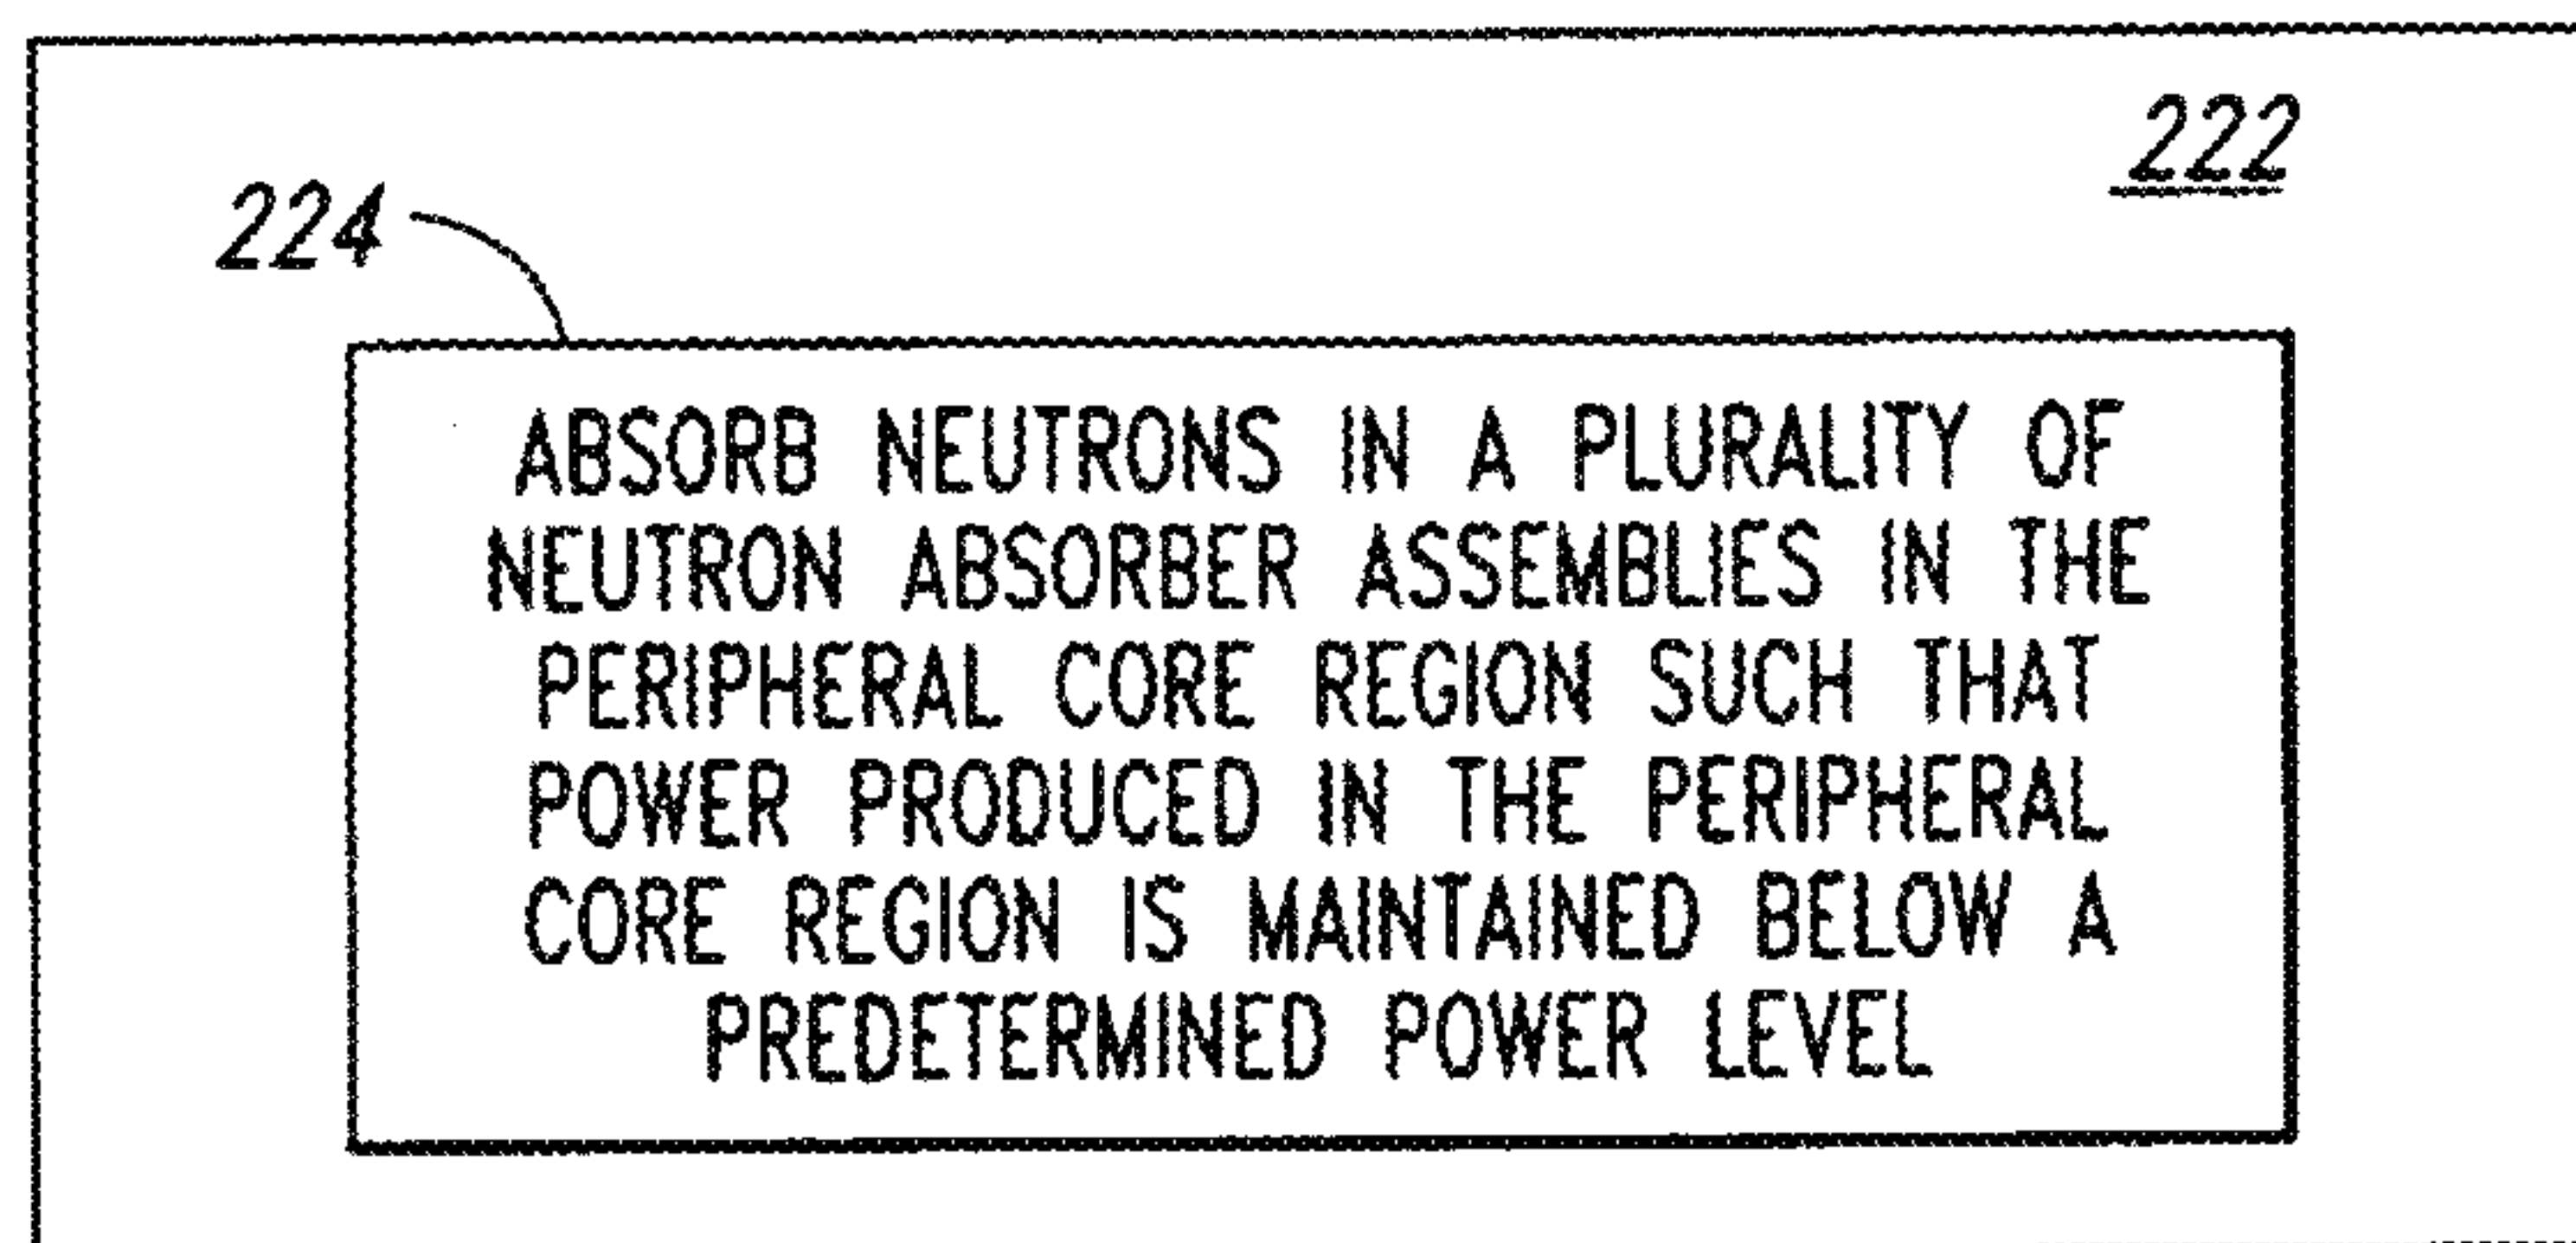 222
224
ABSORB NEUTRONS IN A PLURALITY OF
NEUTRON ABSORBER ASSEMBLIES IN THE
PERIPHERAL CORE REGION SUCH THAT
POWER PRODUCED IN THE PERIPHERAL
CORE REGION IS MAINTAINED BELOW A
PREDETERMINED POWER LEVEL